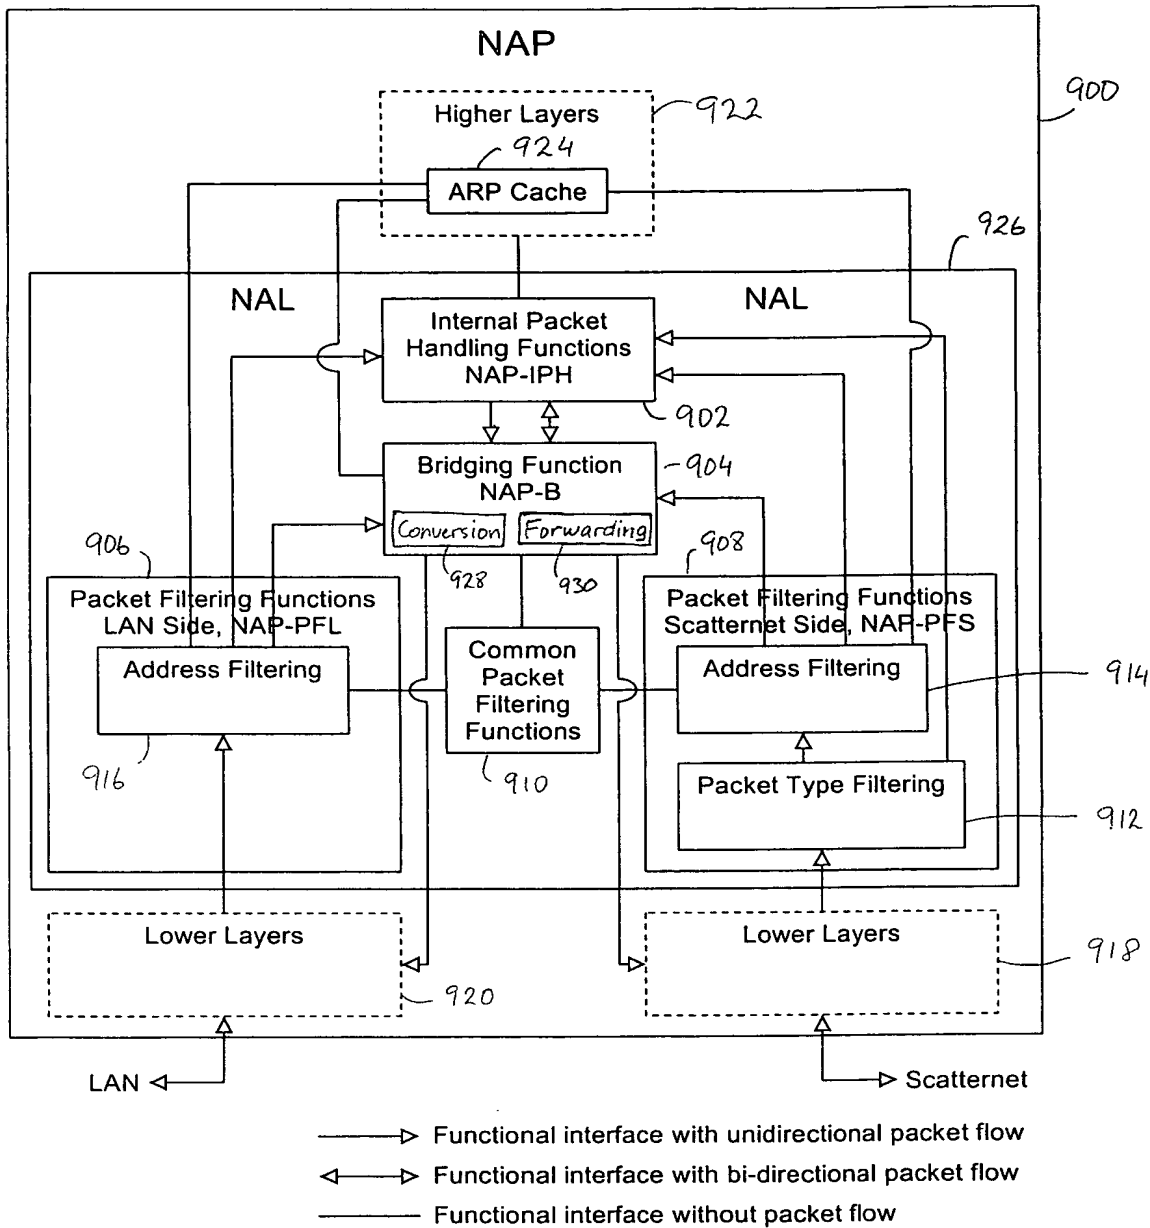 NAP
900
Higher Layers
922
924
ARP Cache
926
NAL
NAL
Internal Packet
Handling Functions
NAP-IPH
902
Bridging Function
NAP-B
904
Conversion
Forwarding
928
930
906
908
Packet Filtering Functions
LAN Side, NAP-PFL
Packet Filtering Functions
Scatternet Side, NAP-PFS
Address Filtering
Common
Packet
Filtering
Functions
Address Filtering
914
916
910
Packet Type Filtering
912
Lower Layers
Lower Layers
918
920
LAN
Scatternet
Functional interface with unidirectional packet flow
Functional interface with bi-directional packet flow
Functional interface without packet flow